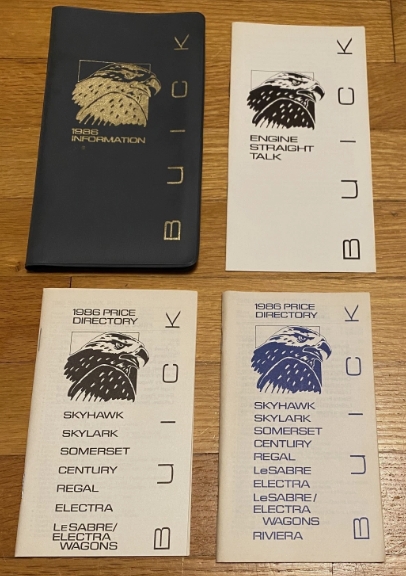 1986
INFORMATION
BUICK
ENGINE
STRAIGHT
TALK
BUICK
1986 PRICE
DIRECTORY
SKYHAWK
SKYLARK
SOMERSET
CENTURY
REGAL
ELECTRA
LeSABRE/
ELECTRA
WAGONS
BUICK
1986 PRICE
DIRECTORY
SKYHAWK
SKYLARK
SOMERSET
CENTURY
REGAL
LeSABRE
ELECTRA
LeSABRE/
ELECTRA
WAGONS
RIVIERA
BUICK